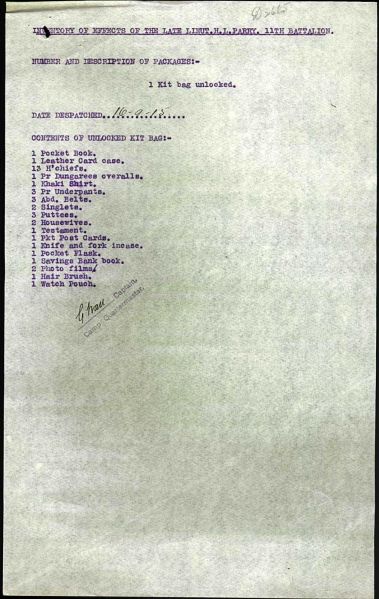 INVENTORY OF EFFECTS OF THE LATE LIEUT.H.L.PARRY. 11TH BATTALION.
NUMBER AND DESCRIPTION OF PACKAGES:-
1 Kit bag unlocked.
DATE DESPATCHED..16-9-15.....
CONTENTS OF UNLOCKED KIT BAG:-
1 Pocket Book.
1 Leather Card case.
13 H'chiefs.
1 Pr Dungarees overalls.
1 Khaki Shirt.
3 Pr Underpants.
3 Abd. Belts.
2 Singlets.
3 Puttees.
2 Housewives.
1 Testament.
1 Pkt Post Cards.
1 Knife and fork incase.
1 Pocket Flask.
1 Savings Bank book.
2 Photo films/
1 Hair Brush.
1 Watch Pouch.
Captain.
Camp Quartermaster.